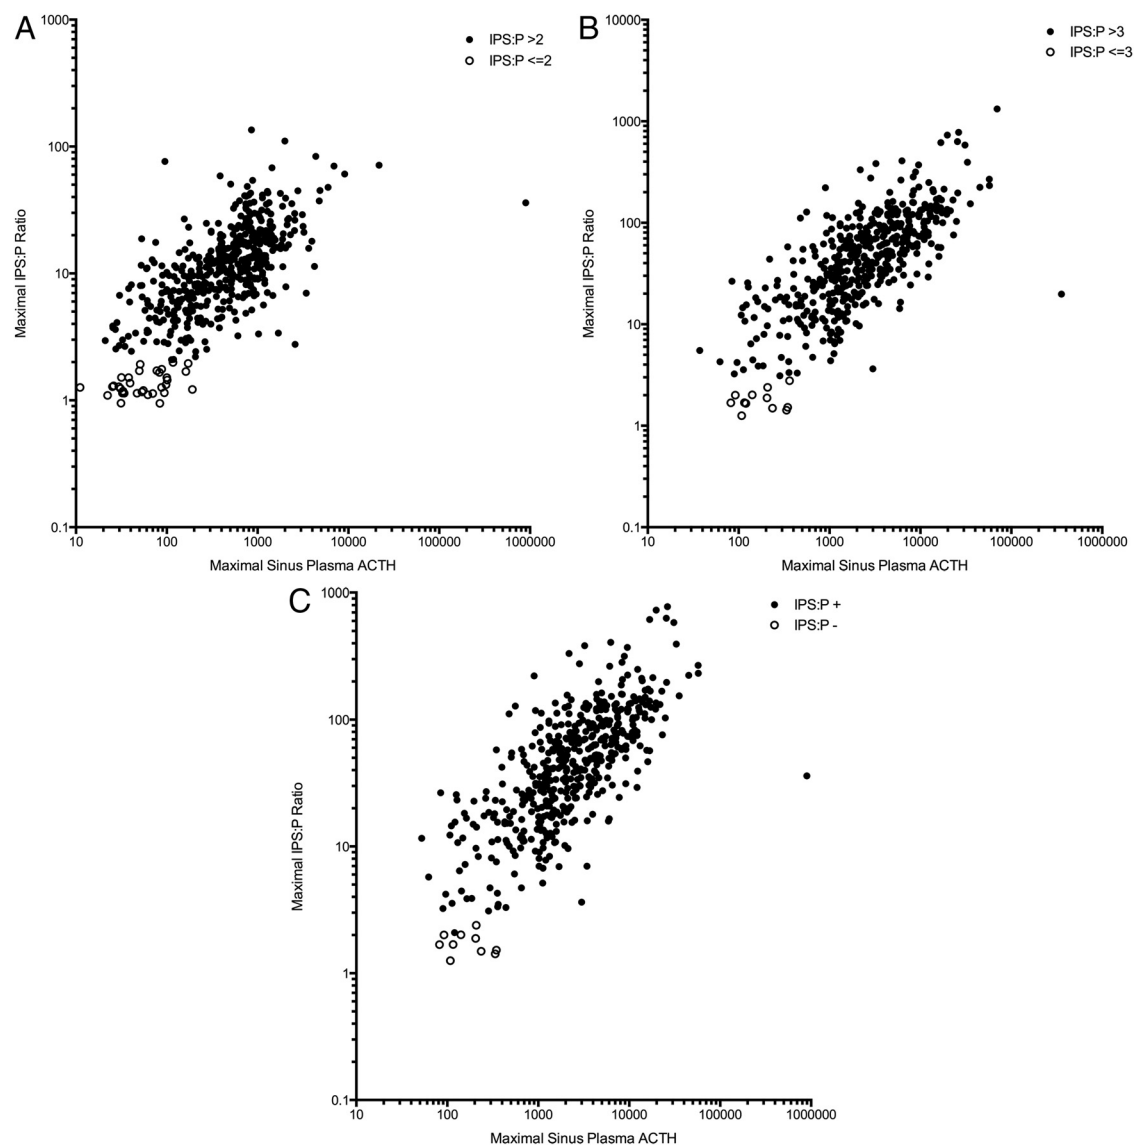 A
1000
100
10
1
0.1
Maximal IPS:P Ratio
IPS:P >2
IPS:P <=2
10 100 1000 10000 100000 1000000
Maximal Sinus Plasma ACTH
B
10000
1000
100
10
1
0.1
Maximal IPS:P Ratio
IPS:P >3
IPS:P <=3
10 100 1000 10000 100000 1000000
Maximal Sinus Plasma ACTH
C
1000
100
10
1
0.1
Maximal IPS:P Ratio
IPS:P +
IPS:P -
10 100 1000 10000 100000 1000000
Maximal Sinus Plasma ACTH